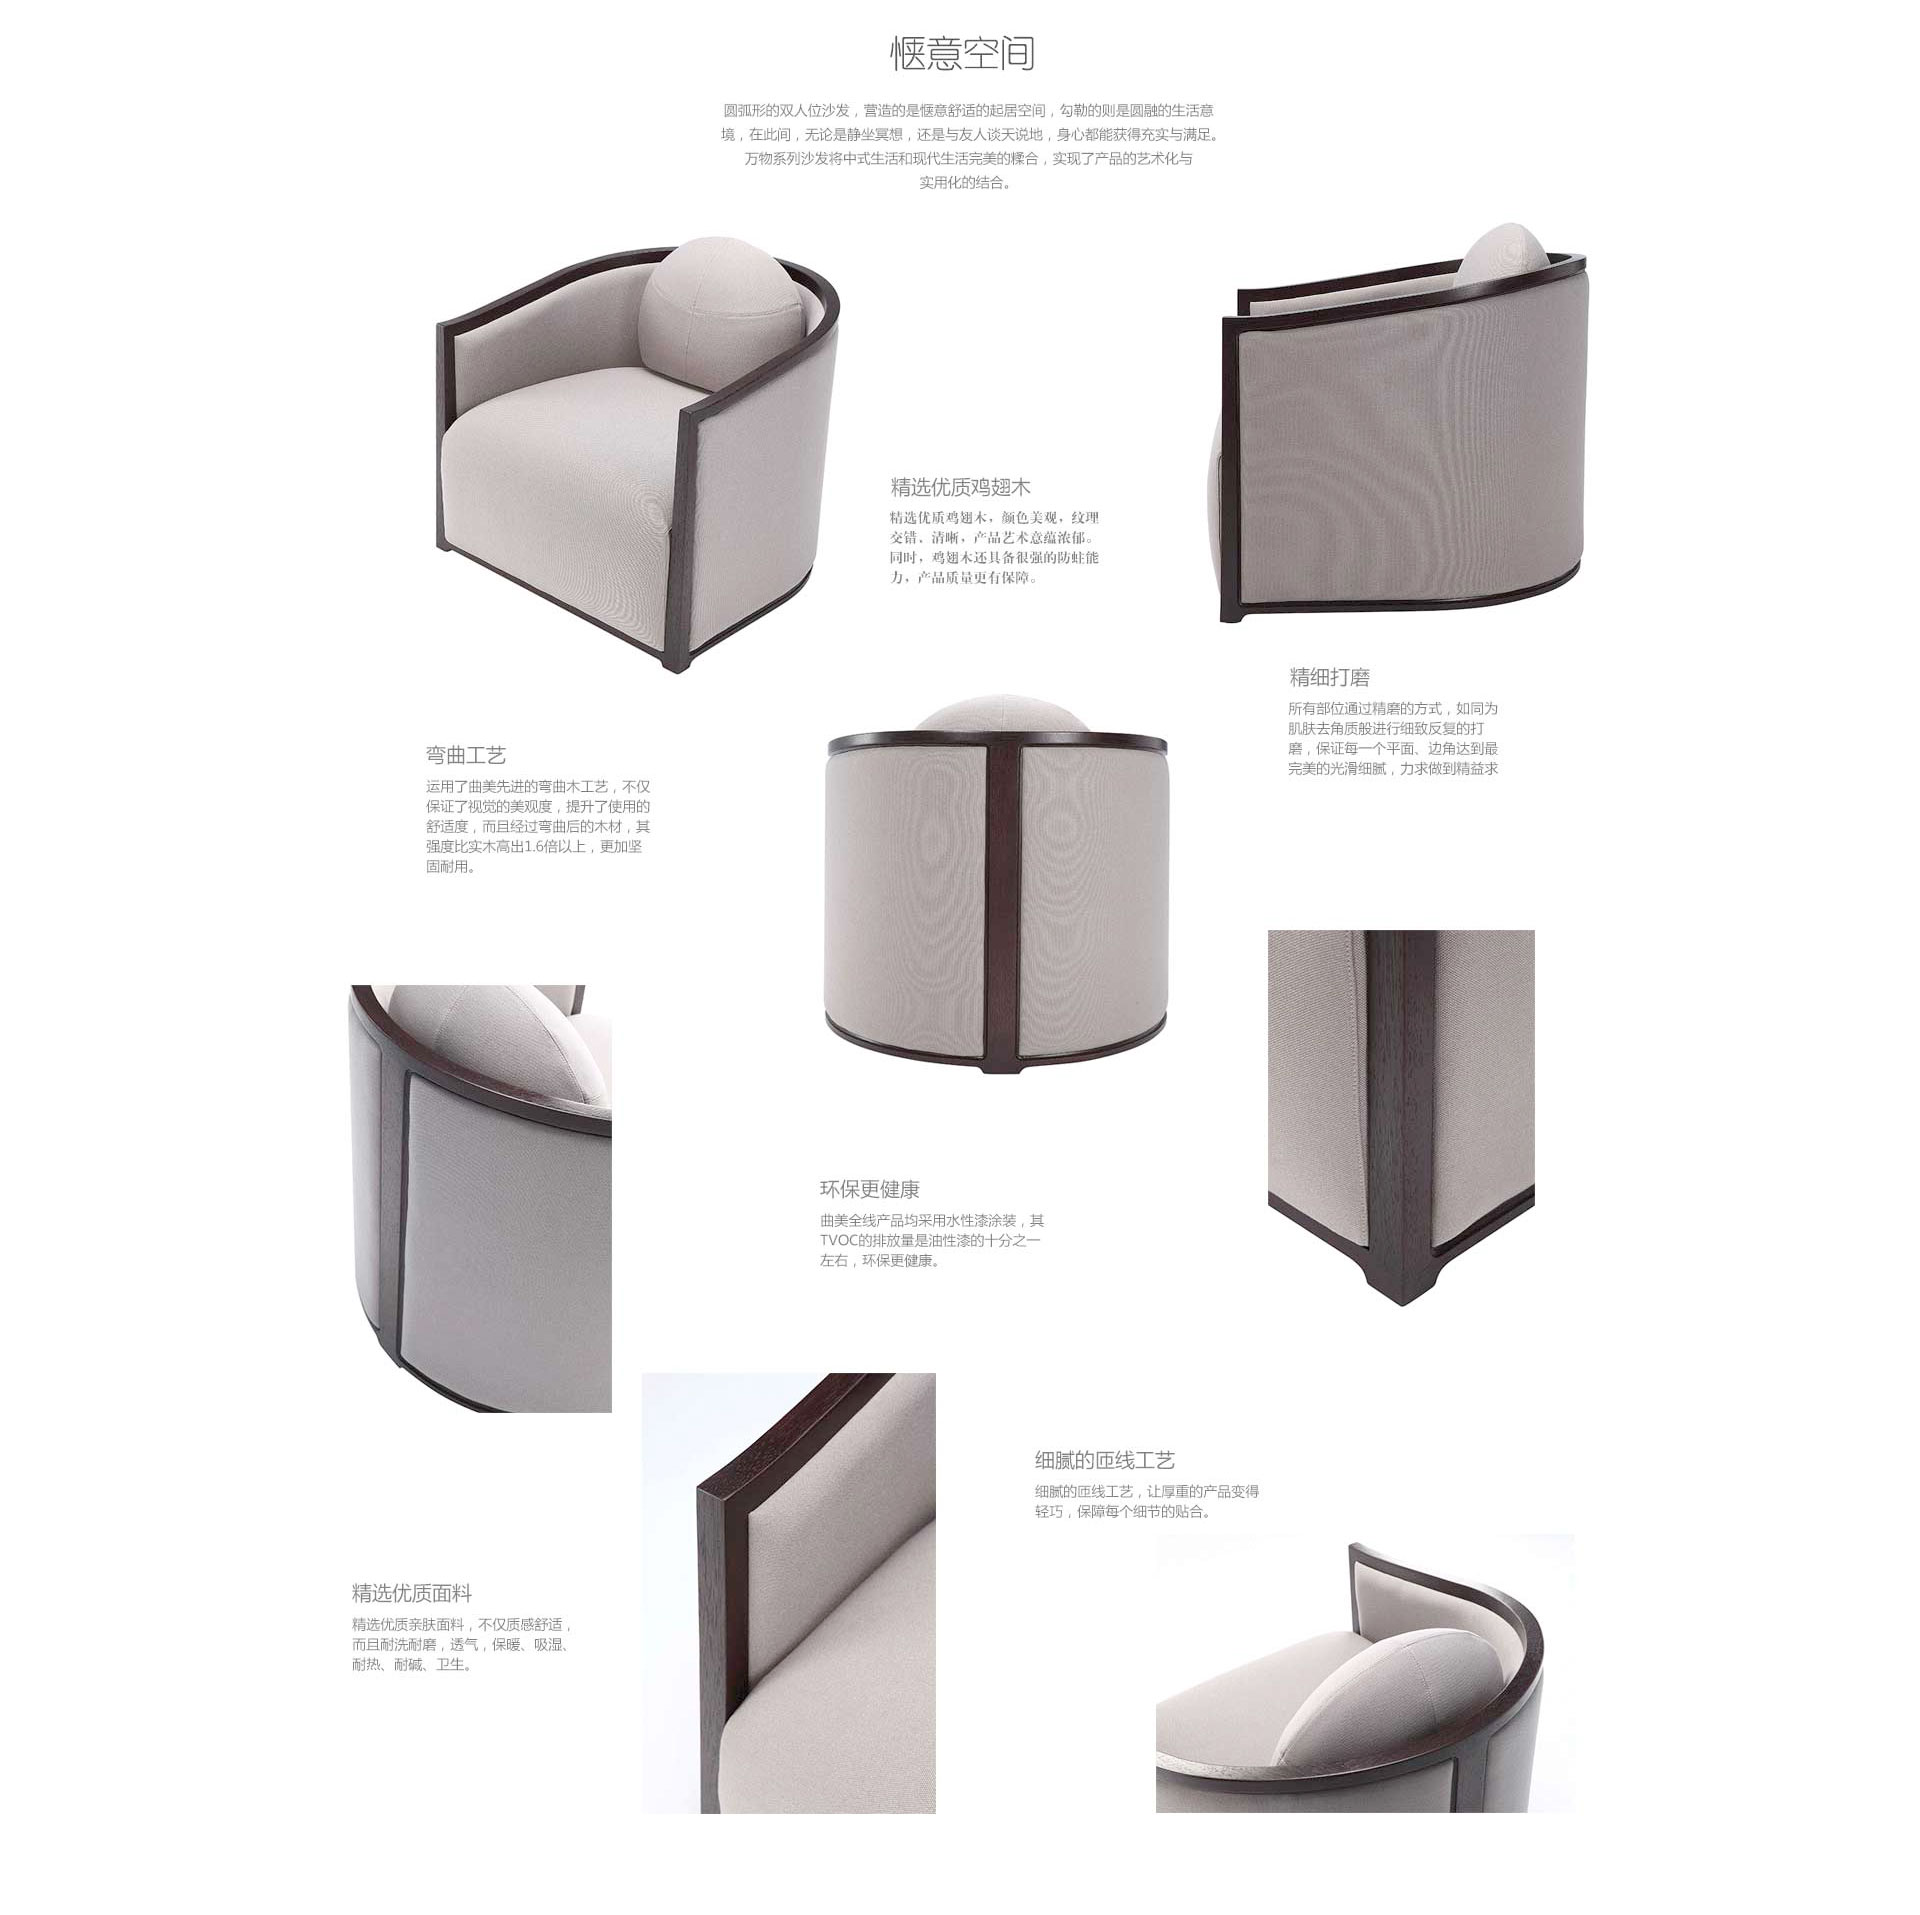 惬意空间
圆弧形的双人位沙发，营造的是惬意舒适的起居空间，勾勒的则是圆融的生活意
境，在此间，无论是静坐冥想，还是与友人谈天说地，身心都能获得充实与满足。
万物系列沙发将中式生活和现代生活完美的糅合，实现了产品的艺术化与
实用化的结合。
精选优质鸡翅木
精选优质鸡翅木，颜色美观，纹理
交错、清晰，产品艺术意蕴浓郁。
同时，鸡翅木还具备很强的防蛀能
力，产品质量更有保障。
精细打磨
所有部位通过精磨的方式，如同为
肌肤去角质般进行细致反复的打
磨，保证每一个平面、边角达到最
完美的光滑细腻，力求做到精益求
弯曲工艺
运用了曲美先进的弯曲木工艺，不仅
保证了视觉的美观度，提升了使用的
舒适度，而且经过弯曲后的木材，其
强度比实木高出1.6倍以上，更加坚
固耐用。
环保更健康
曲美全线产品均采用水性漆涂装，其
TVOC的排放量是油性漆的十分之一
左右，环保更健康。
细腻的匝线工艺
细腻的匝线工艺，让厚重的产品变得
轻巧，保障每个细节的贴合。
精选优质面料
精选优质亲肤面料，不仅质感舒适，
而且耐洗耐磨，透气，保暖、吸湿、
耐热、耐碱、卫生。